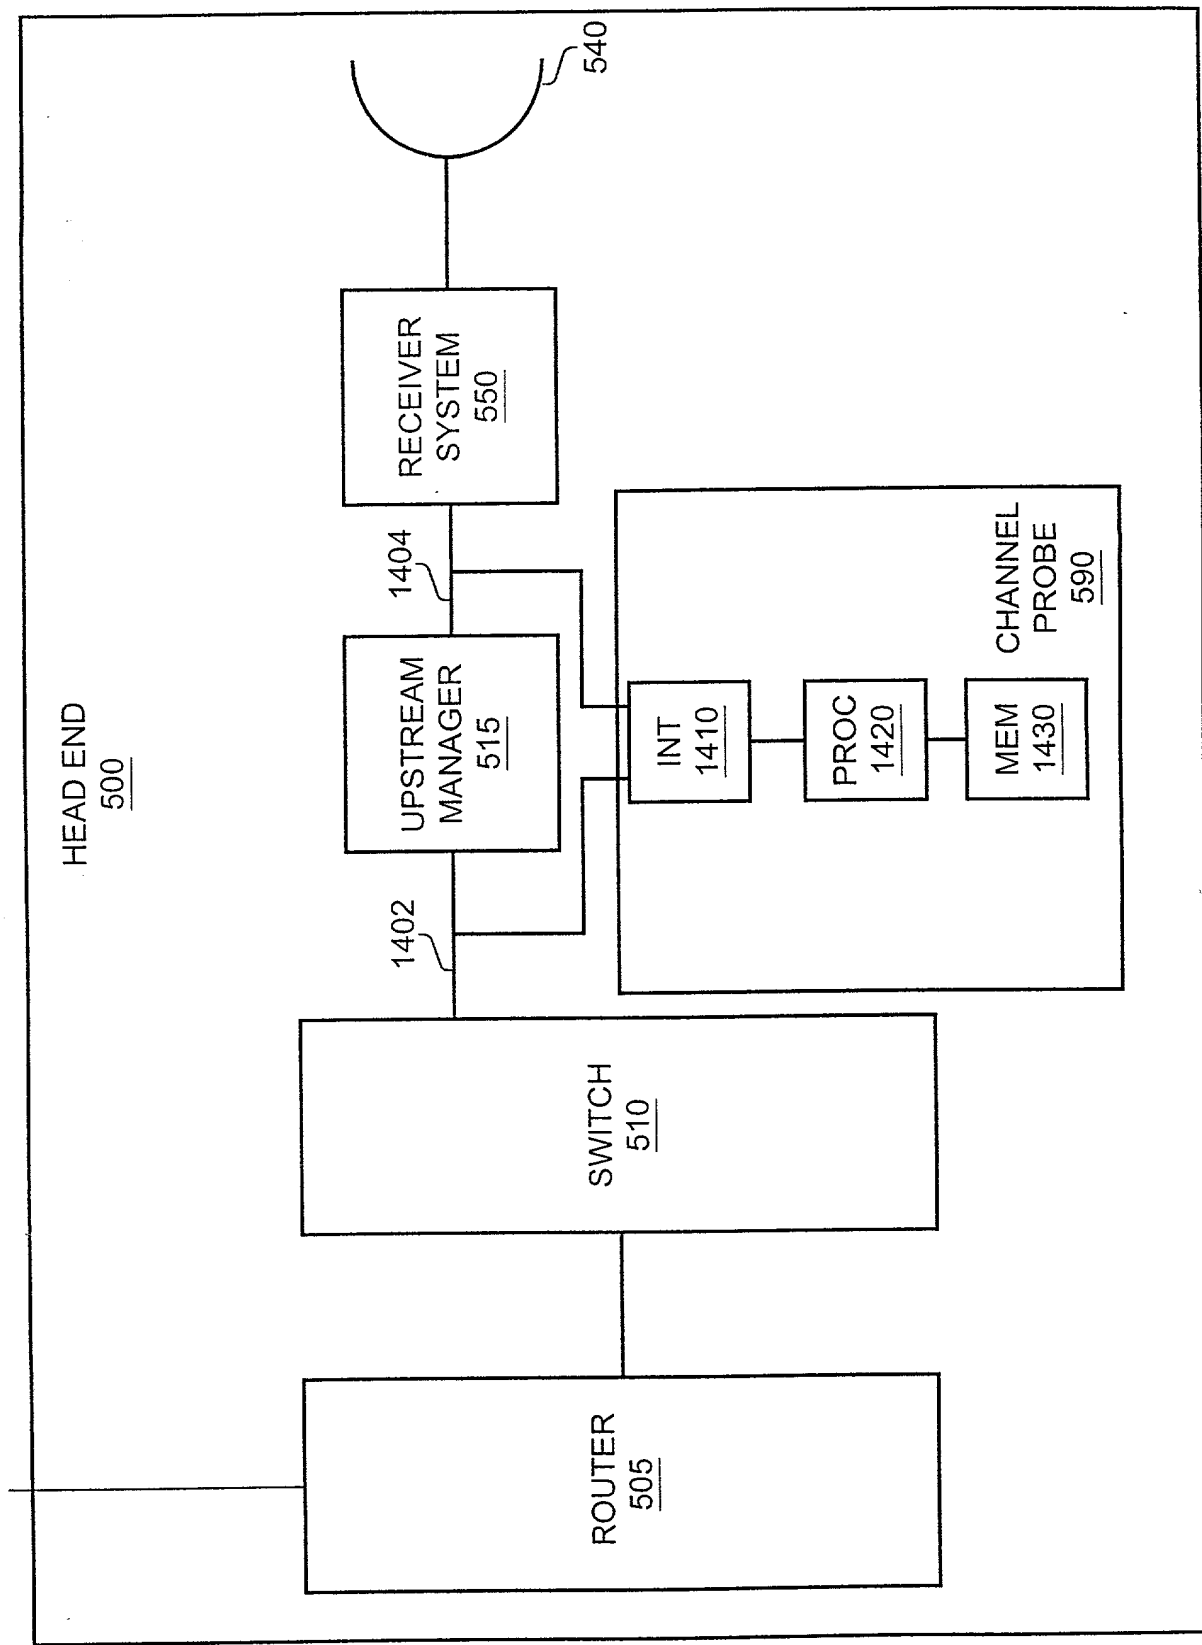 HEAD END
500
540
RECEIVER
SYSTEM
550
1404
UPSTREAM
MANAGER
515
1402
SWITCH
510
ROUTER
505
INT
1410
PROC
1420
MEM
1430
CHANNEL
PROBE
590